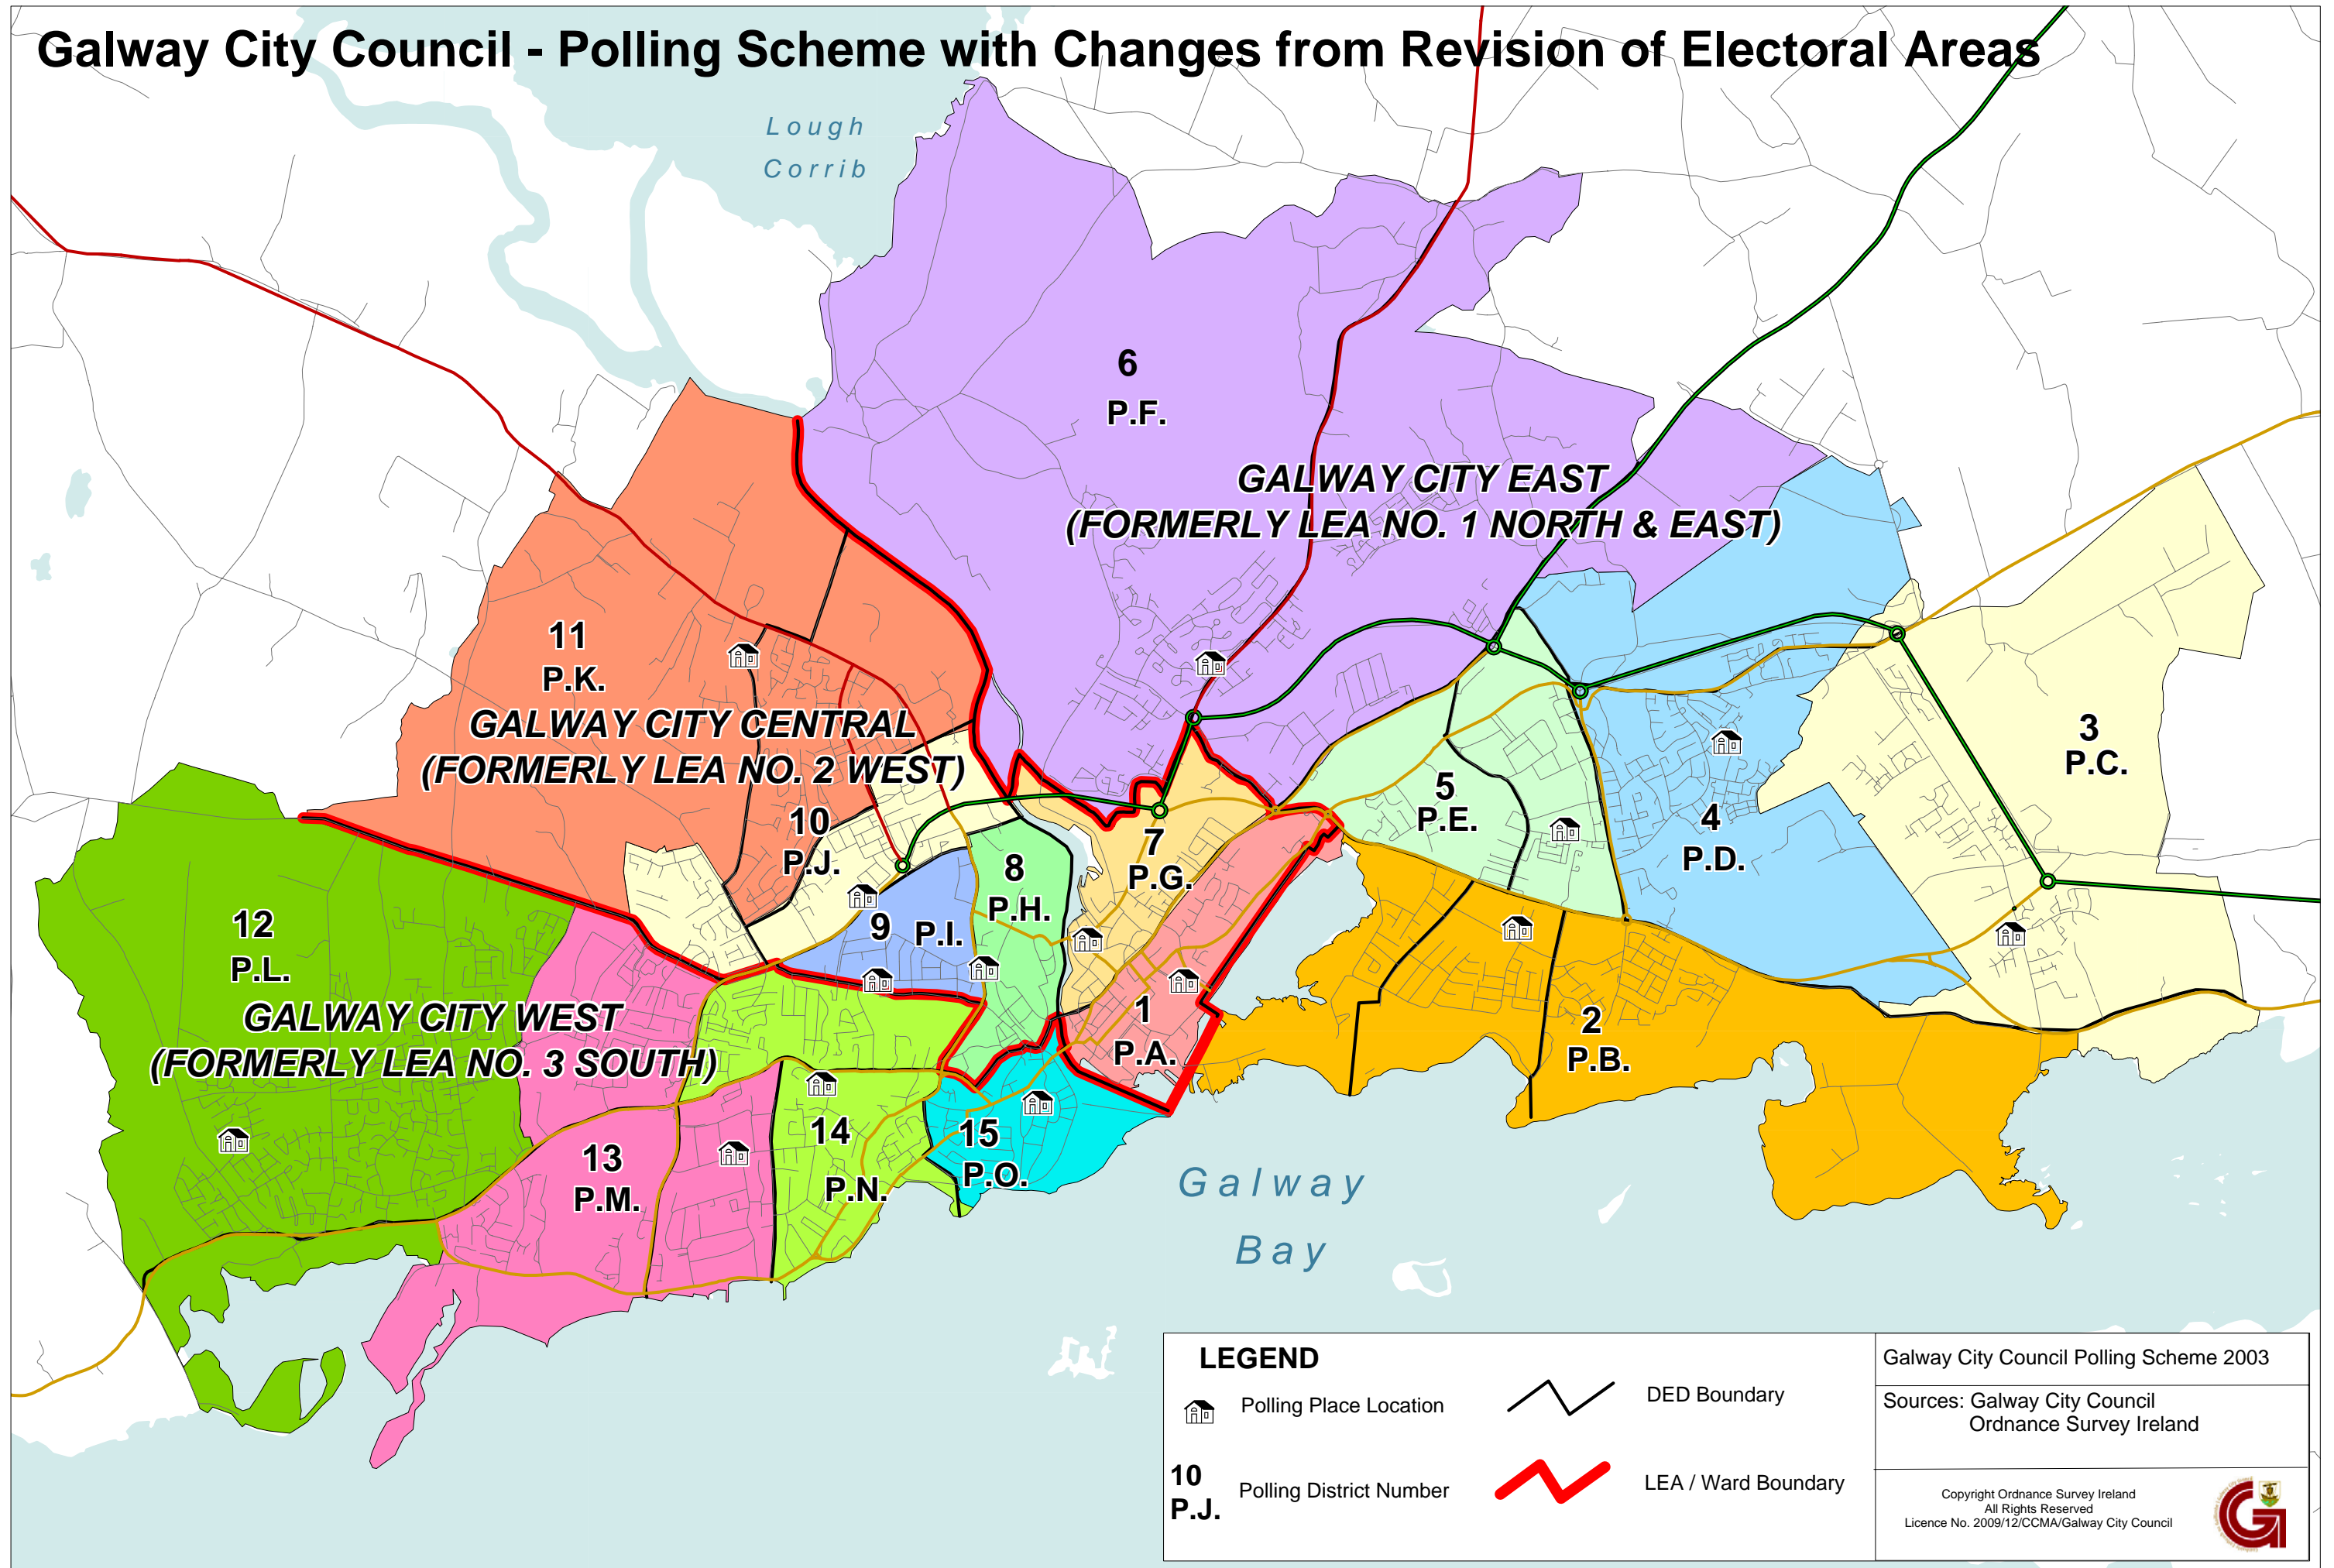 Galway City Council - Polling Scheme with Changes from Revision of Electoral Areas
Lough
Corrib
6
P.F.
GALWAY CITY EAST
(FORMERLY LEA NO. 1 NORTH & EAST)
11
P.K.
GALWAY CITY CENTRAL
(FORMERLY LEA NO. 2 WEST)
3
P.C.
5
P.E.
4
P.D.
10
P.J.
7
P.G.
8
P.H.
9
P.I.
12
P.L.
GALWAY CITY WEST
(FORMERLY LEA NO. 3 SOUTH)
1
P.A.
2
P.B.
13
P.M.
14
P.N.
15
P.O.
Galway
Bay
LEGEND
Polling Place Location
DED Boundary
10
P.J.
Polling District Number
LEA / Ward Boundary
Galway City Council Polling Scheme 2003
Sources: Galway City Council
Ordnance Survey Ireland
Copyright Ordnance Survey Ireland
All Rights Reserved
Licence No. 2009/12/CCMA/Galway City Council